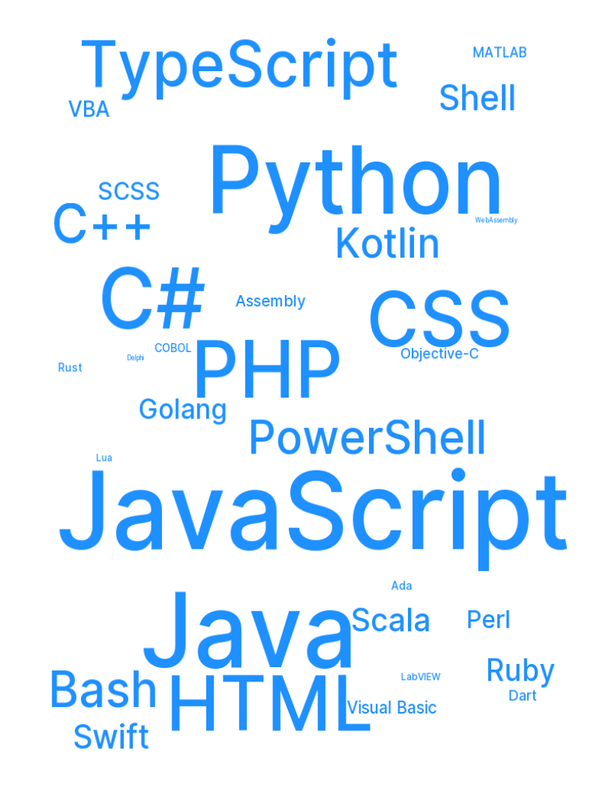 TypeScript
MATLAB
Shell
VBA
Python
SCSS
C++
WebAssembly
Kotlin
C#
Assembly
CSS
Objective-C
COBOL
Delphi
PHP
Rust
Golang
PowerShell
Lua
JavaScript
Ada
Java
Scala
Perl
Ruby
LabVIEW
Bash
HTML
Dart
Visual Basic
Swift